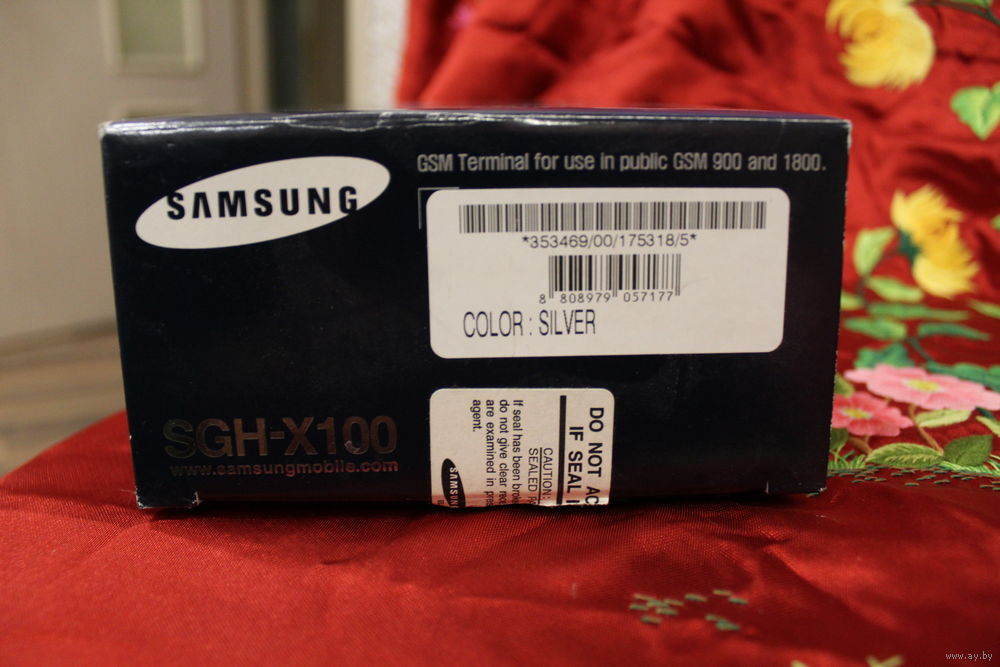 SAMSUNG
GSM Terminal for use in public GSM 900 and 1800.
*353469/00/175318/5*
8 808979 057177
COLOR : SILVER
SGH-X100
www.samsungmobile.com
DO NOT AC
IF SEAL I
CAUTION:
SEALED
If seal has been brok
do not give clear rec
are examined in pre
agent.
SAMSUN
www.ay.by